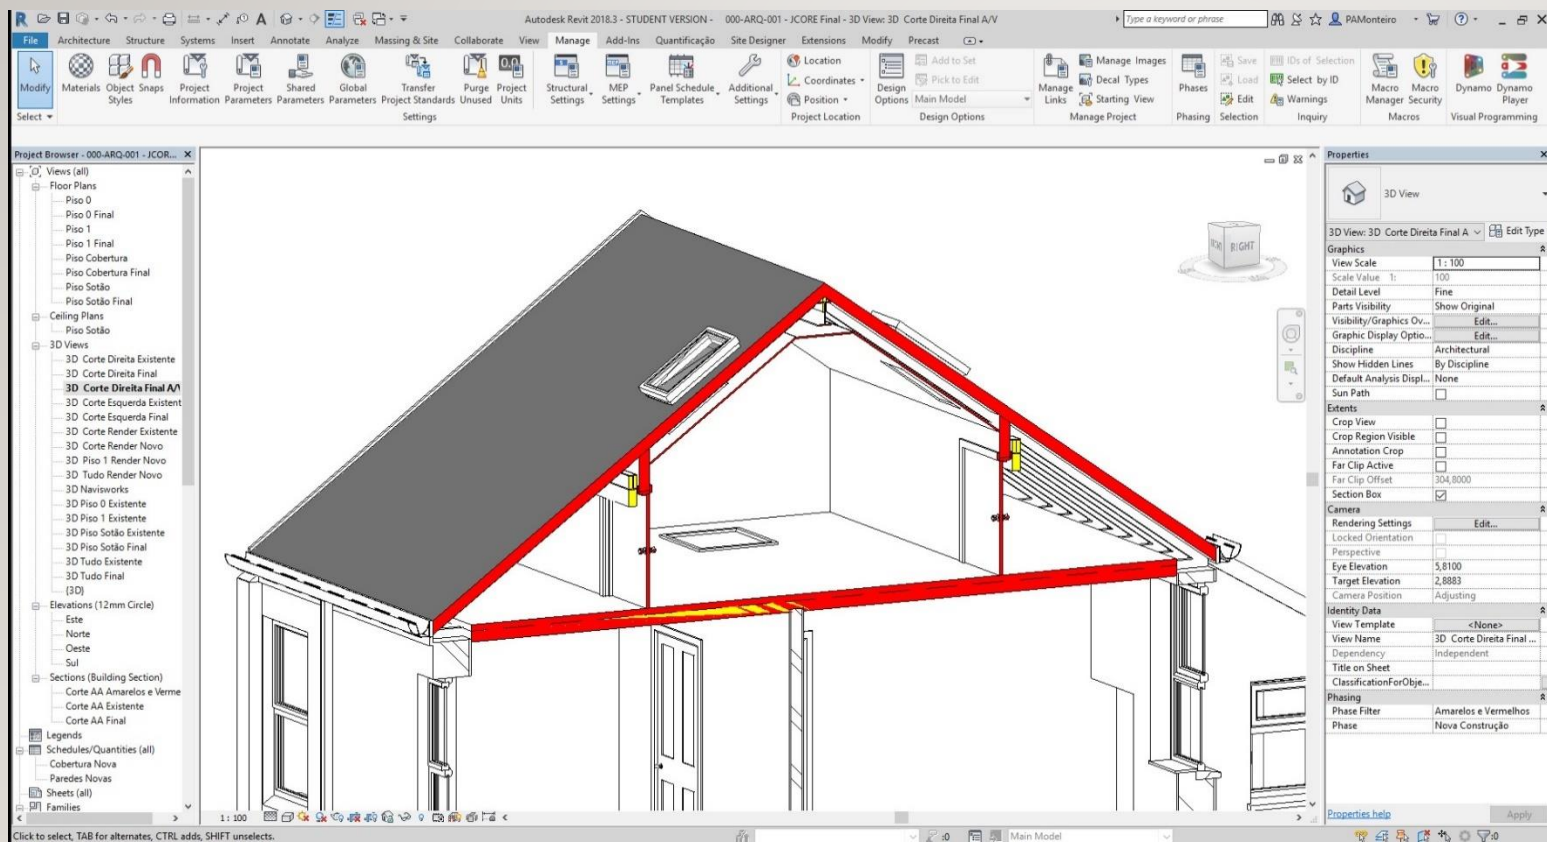 Autodesk Revit 2018.3 - STUDENT VERSION - 000-ARQ-001 - JCORE Final - 3D View: 3D Corte Direita Final A/V
Type a keyword or phrase
PAMonteiro
File Architecture Structure Systems Insert Annotate Analyze Massing & Site Collaborate View Manage Add-Ins Quantificação Site Designer Extensions Modify Precast
Modify
Materials
Object Styles
Snaps
Project Information
Project Parameters
Shared Parameters
Global Parameters
Transfer Project Standards
Purge Unused
Project Units
Structural Settings
MEP Settings
Panel Schedule Templates
Additional Settings
Location
Coordinates
Position
Design Options
Add to Set
Pick to Edit
Main Model
Manage Links
Manage Images
Decal Types
Starting View
Phases
Save
Load
Edit
IDs of Selection
Select by ID
Warnings
Macro Manager
Macro Security
Dynamo
Dynamo Player
Select
Settings
Project Location
Design Options
Manage Project
Phasing
Selection
Inquiry
Macros
Visual Programming
Project Browser - 000-ARQ-001 - JCOR...
Views (all)
Floor Plans
Piso 0
Piso 0 Final
Piso 1
Piso 1 Final
Piso Cobertura
Piso Cobertura Final
Piso Sotão
Piso Sotão Final
Ceiling Plans
Piso Sotão
3D Views
3D Corte Direita Existente
3D Corte Direita Final
3D Corte Direita Final A/V
3D Corte Esquerda Existent
3D Corte Esquerda Final
3D Corte Render Existente
3D Corte Render Novo
3D Piso 1 Render Novo
3D Tudo Render Novo
3D Navisworks
3D Piso 0 Existente
3D Piso 1 Existente
3D Piso Sotão Existente
3D Piso Sotão Final
3D Tudo Existente
3D Tudo Final
{3D}
Elevations (12mm Circle)
Este
Norte
Oeste
Sul
Sections (Building Section)
Corte AA Amarelos e Verme
Corte AA Existente
Corte AA Final
Legends
Schedules/Quantities (all)
Cobertura Nova
Paredes Novas
Sheets (all)
Families
RIGHT
1 : 100
Properties
3D View
3D View: 3D Corte Direita Final A
Edit Type
Graphics
View Scale 1 : 100
Scale Value 1: 100
Detail Level Fine
Parts Visibility Show Original
Visibility/Graphics Ov... Edit...
Graphic Display Optio... Edit...
Discipline Architectural
Show Hidden Lines By Discipline
Default Analysis Displ... None
Sun Path
Extents
Crop View
Crop Region Visible
Annotation Crop
Far Clip Active
Far Clip Offset 304,8000
Section Box
Camera
Rendering Settings Edit...
Locked Orientation
Perspective
Eye Elevation 5,8100
Target Elevation 2,8883
Camera Position Adjusting
Identity Data
View Template <None>
View Name 3D Corte Direita Final ...
Dependency Independent
Title on Sheet
ClassificationForObje...
Phasing
Phase Filter Amarelos e Vermelhos
Phase Nova Construção
Properties help
Apply
Click to select, TAB for alternates, CTRL adds, SHIFT unselects.
:0
Main Model
:0